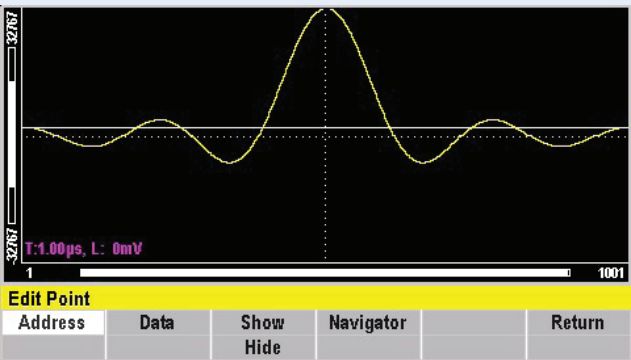 32767
-32767
T:1.00µs, L: 0mV
1 1001
Edit Point
Address Data Show Navigator Return
Hide